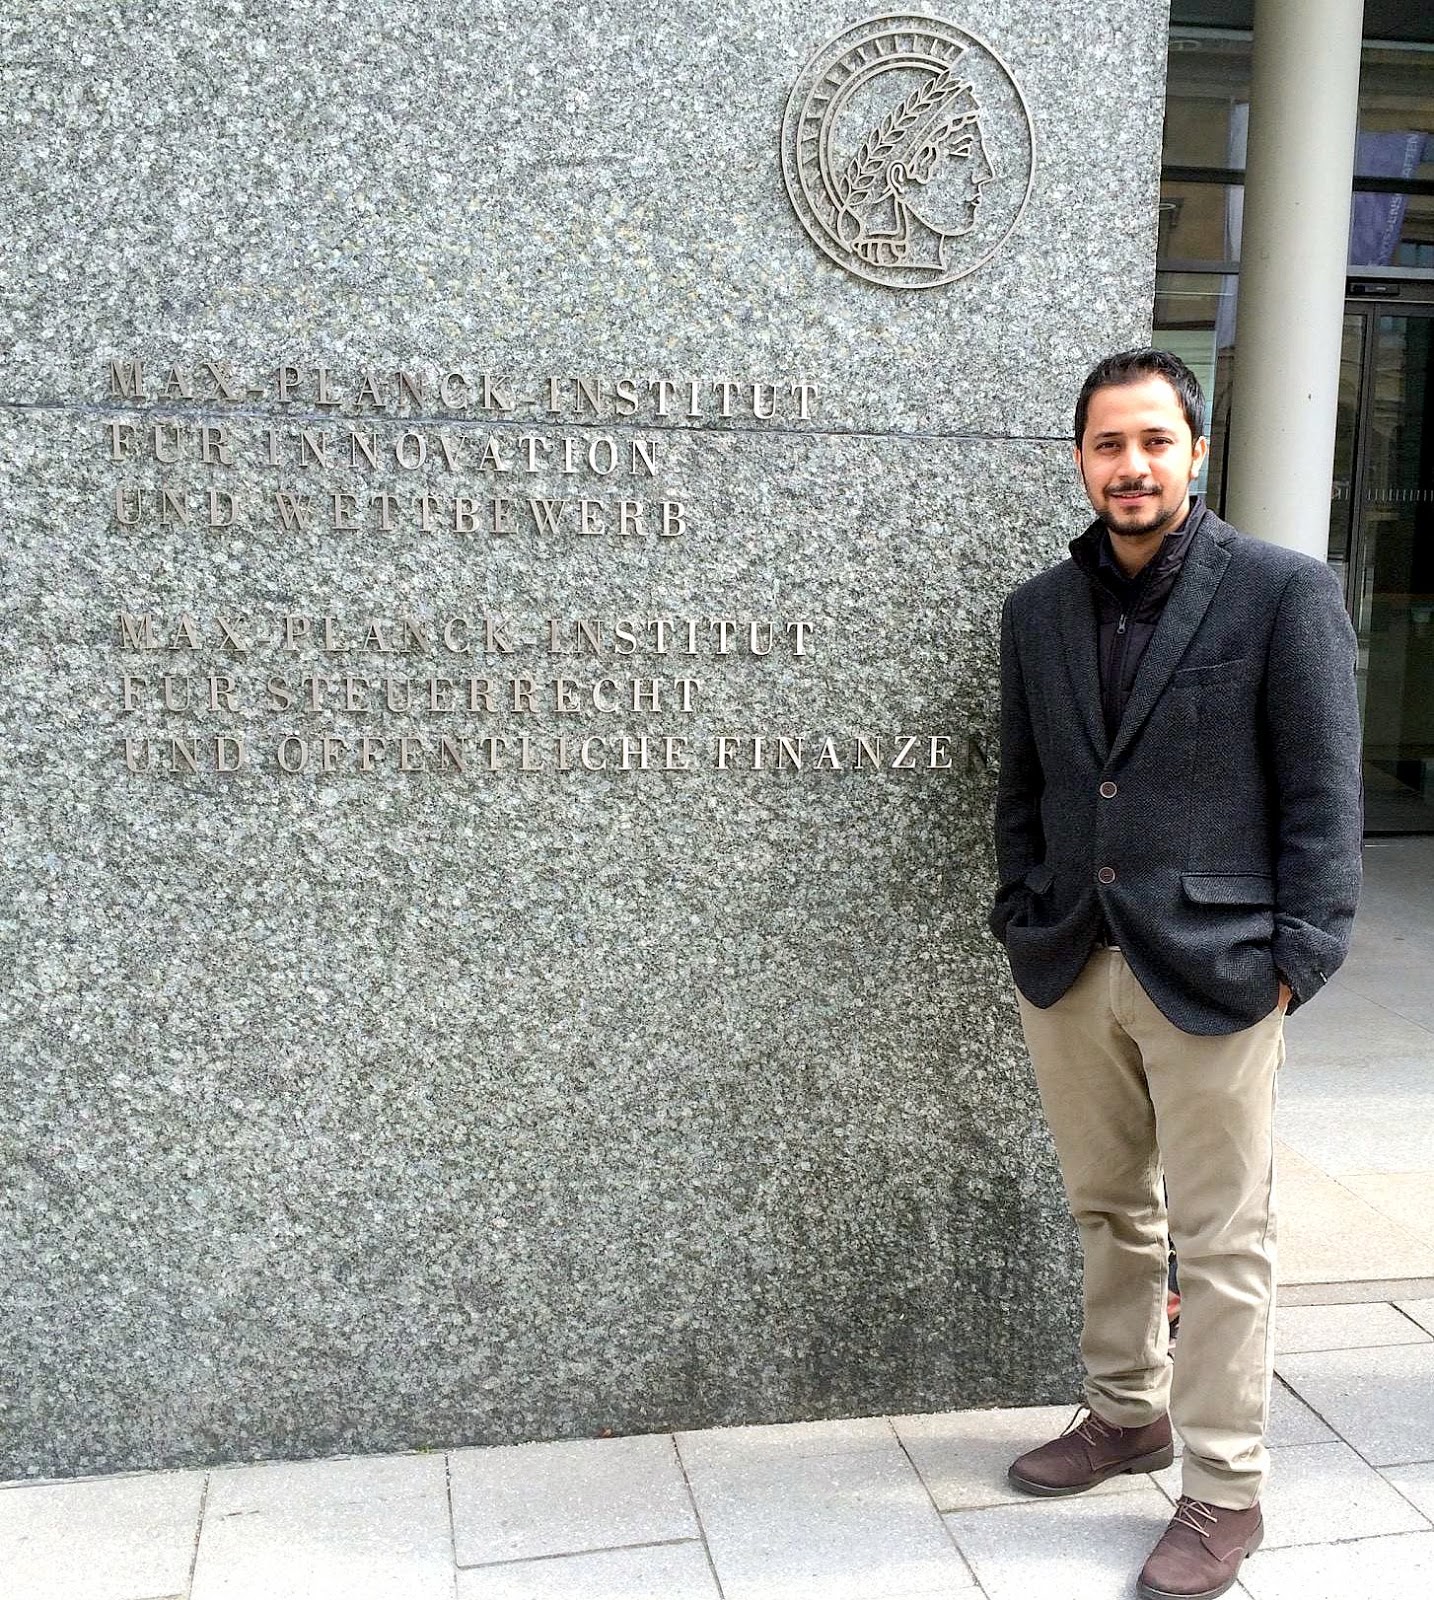 MAX-PLANCK-INSTITUT
FÜR INNOVATION
UND WETTBEWERB
MAX-PLANCK-INSTITUT
FÜR STEUERRECHT
UND ÖFFENTLICHE FINANZEN